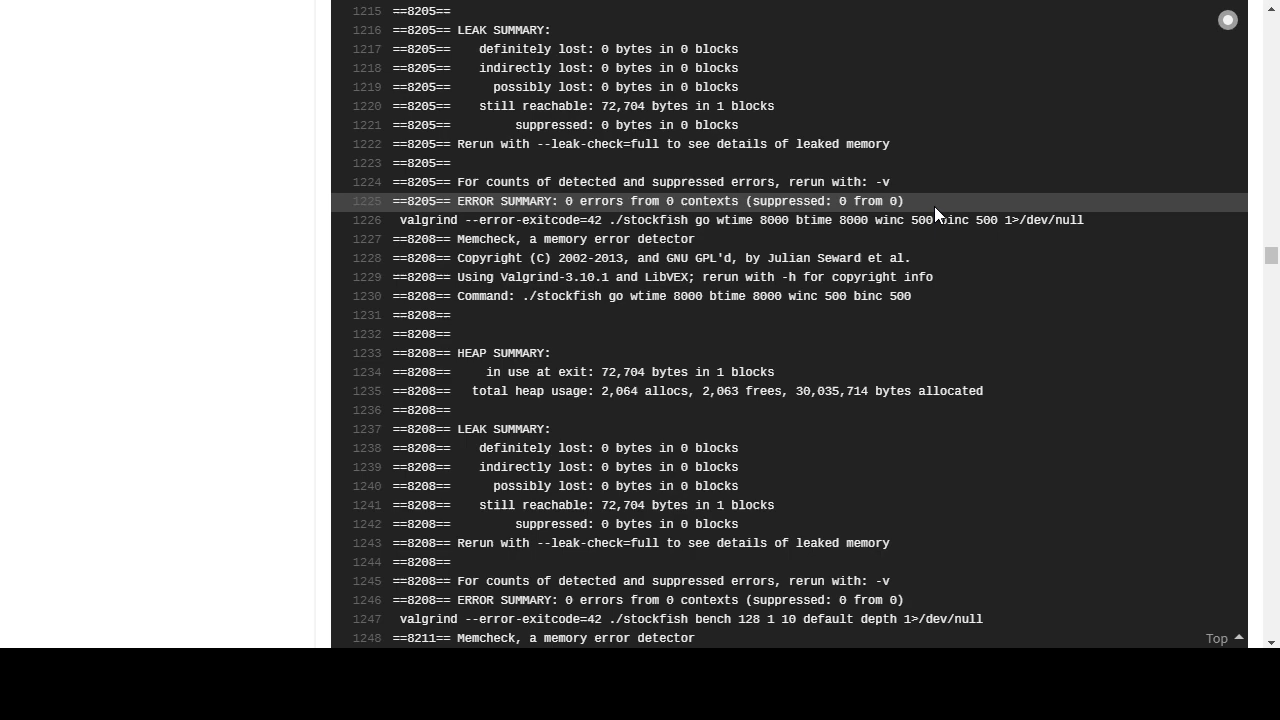 1215 ==8205==
1216 ==8205== LEAK SUMMARY:
1217 ==8205==    definitely lost: 0 bytes in 0 blocks
1218 ==8205==    indirectly lost: 0 bytes in 0 blocks
1219 ==8205==      possibly lost: 0 bytes in 0 blocks
1220 ==8205==    still reachable: 72,704 bytes in 1 blocks
1221 ==8205==         suppressed: 0 bytes in 0 blocks
1222 ==8205== Rerun with --leak-check=full to see details of leaked memory
1223 ==8205==
1224 ==8205== For counts of detected and suppressed errors, rerun with: -v
1225 ==8205== ERROR SUMMARY: 0 errors from 0 contexts (suppressed: 0 from 0)
1226  valgrind --error-exitcode=42 ./stockfish go wtime 8000 btime 8000 winc 500 binc 500 1>/dev/null
1227 ==8208== Memcheck, a memory error detector
1228 ==8208== Copyright (C) 2002-2013, and GNU GPL'd, by Julian Seward et al.
1229 ==8208== Using Valgrind-3.10.1 and LibVEX; rerun with -h for copyright info
1230 ==8208== Command: ./stockfish go wtime 8000 btime 8000 winc 500 binc 500
1231 ==8208==
1232 ==8208==
1233 ==8208== HEAP SUMMARY:
1234 ==8208==     in use at exit: 72,704 bytes in 1 blocks
1235 ==8208==   total heap usage: 2,064 allocs, 2,063 frees, 30,035,714 bytes allocated
1236 ==8208==
1237 ==8208== LEAK SUMMARY:
1238 ==8208==    definitely lost: 0 bytes in 0 blocks
1239 ==8208==    indirectly lost: 0 bytes in 0 blocks
1240 ==8208==      possibly lost: 0 bytes in 0 blocks
1241 ==8208==    still reachable: 72,704 bytes in 1 blocks
1242 ==8208==         suppressed: 0 bytes in 0 blocks
1243 ==8208== Rerun with --leak-check=full to see details of leaked memory
1244 ==8208==
1245 ==8208== For counts of detected and suppressed errors, rerun with: -v
1246 ==8208== ERROR SUMMARY: 0 errors from 0 contexts (suppressed: 0 from 0)
1247  valgrind --error-exitcode=42 ./stockfish bench 128 1 10 default depth 1>/dev/null
1248 ==8211== Memcheck, a memory error detector
Top